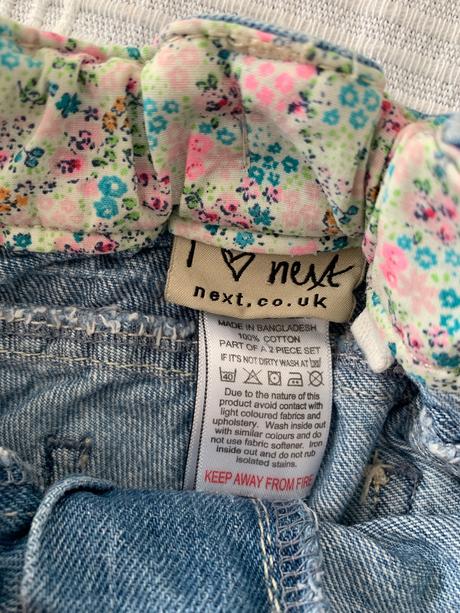 I ♡ next
next.co.uk
MADE IN BANGLADESH
100% COTTON
PART OF A 2 PIECE SET
IF IT'S NOT DIRTY WASH AT
40
Due to the nature of this
product avoid contact with
light coloured fabrics and
upholstery. Wash inside out
with similar colours and do
not use fabric softener. Iron
inside out and do not rub
isolated stains.
KEEP AWAY FROM FIRE